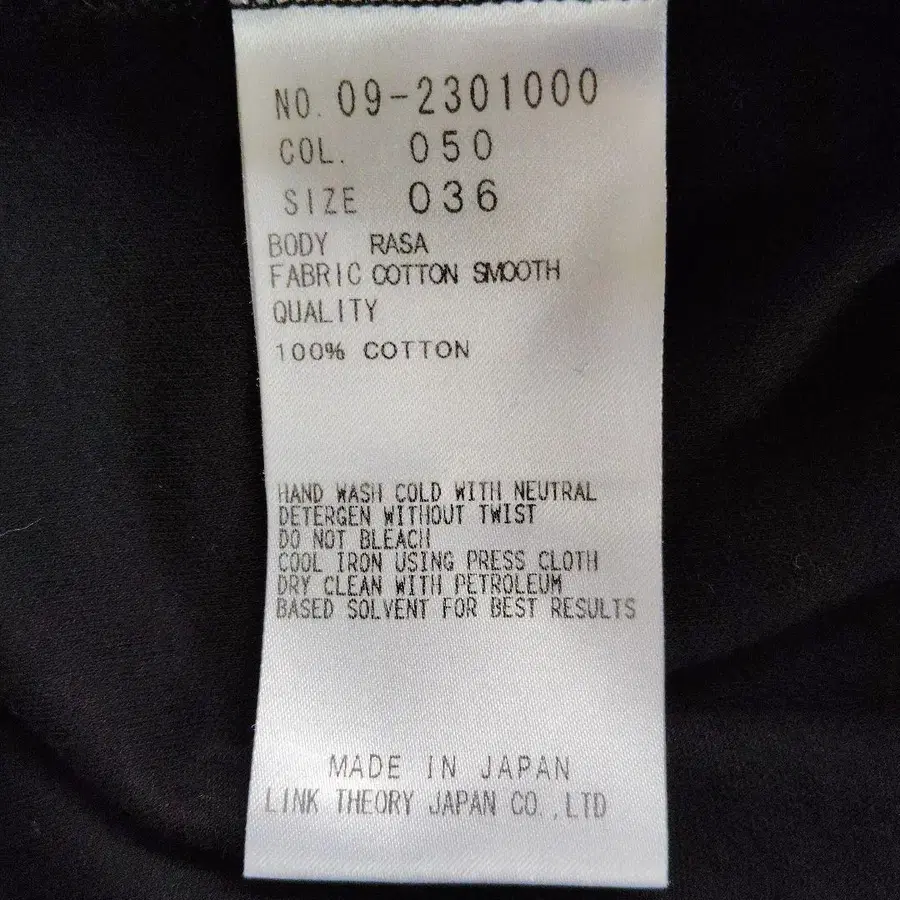 NO. 09-2301000
COL. 050
SIZE 036
BODY RASA
FABRIC COTTON SMOOTH
QUALITY
100% COTTON
HAND WASH COLD WITH NEUTRAL
DETERGEN WITHOUT TWIST
DO NOT BLEACH
COOL IRON USING PRESS CLOTH
DRY CLEAN WITH PETROLEUM
BASED SOLVENT FOR BEST RESULTS
MADE IN JAPAN
LINK THEORY JAPAN CO.,LTD